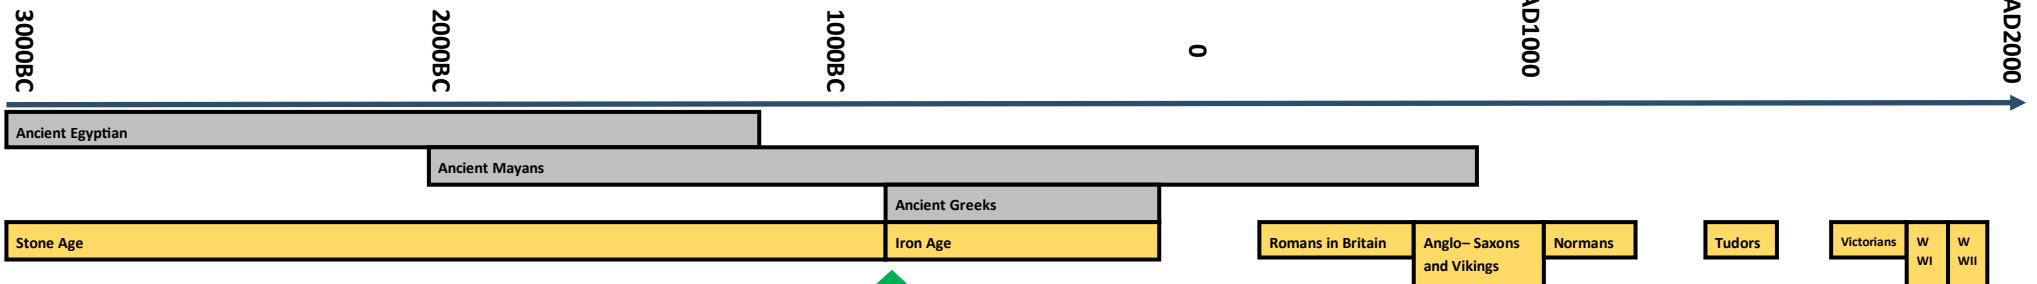 3000BC
2000BC
1000BC
0
AD1000
AD2000
Ancient Egyptian
Ancient Mayans
Ancient Greeks
Stone Age
Iron Age
Romans in Britain
Anglo– Saxons
and Vikings
Normans
Tudors
Victorians
W
WI
W
WII